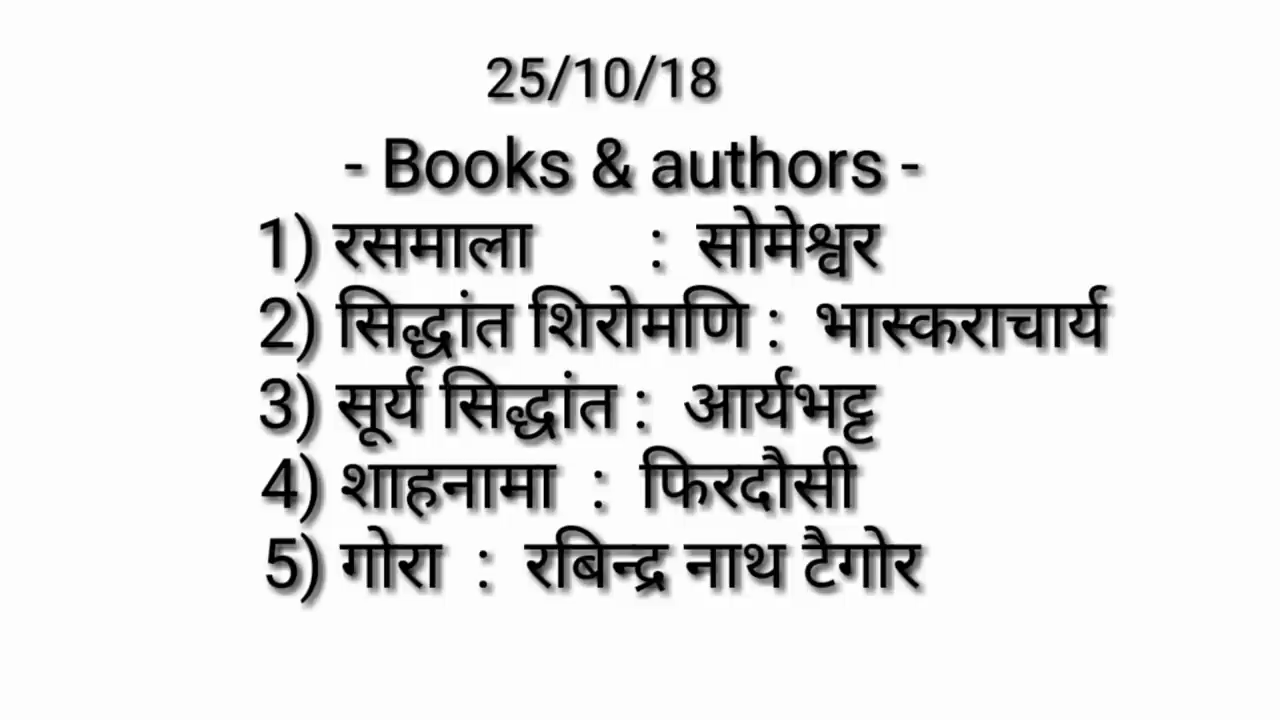 25/10/18
- Books & authors -
1) रसमाला : सोमेश्वर
2) सिद्धांत शिरोमणि : भास्कराचार्य
3) सूर्य सिद्धांत : आर्यभट्ट
4) शाहनामा : फिरदौसी
5) गोरा : रबिन्द्र नाथ टैगोर